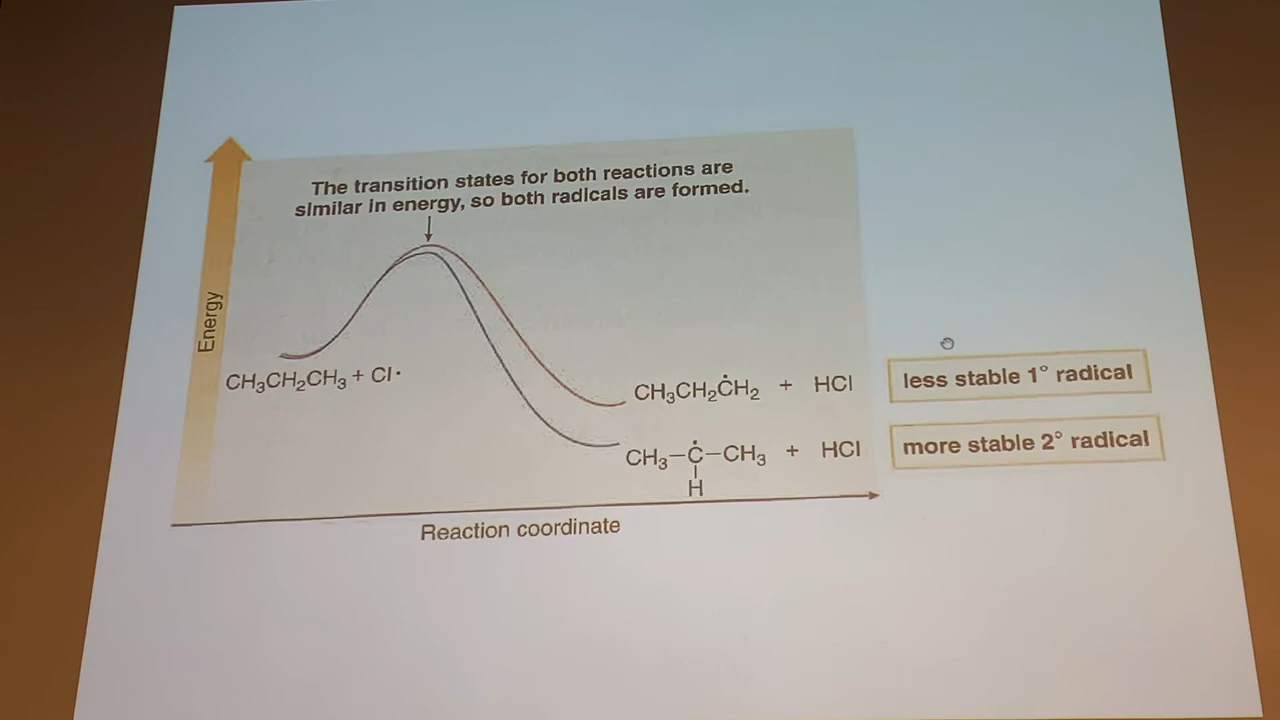 The transition states for both reactions are
similar in energy, so both radicals are formed.
Energy
CH₃CH₂CH₃ + Cl·
CH₃CH₂ĊH₂ + HCl
less stable 1° radical
CH₃–Ċ–CH₃ + HCl
H
more stable 2° radical
Reaction coordinate